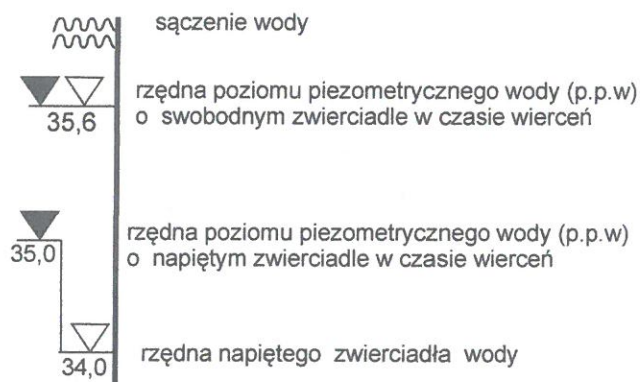 sączenie wody
rzędna poziomu piezometrycznego wody (p.p.w)
35,6 o swobodnym zwierciadle w czasie wierceń
rzędna poziomu piezometrycznego wody (p.p.w)
35,0 o napiętym zwierciadle w czasie wierceń
rzędna napiętego zwierciadła wody
34,0